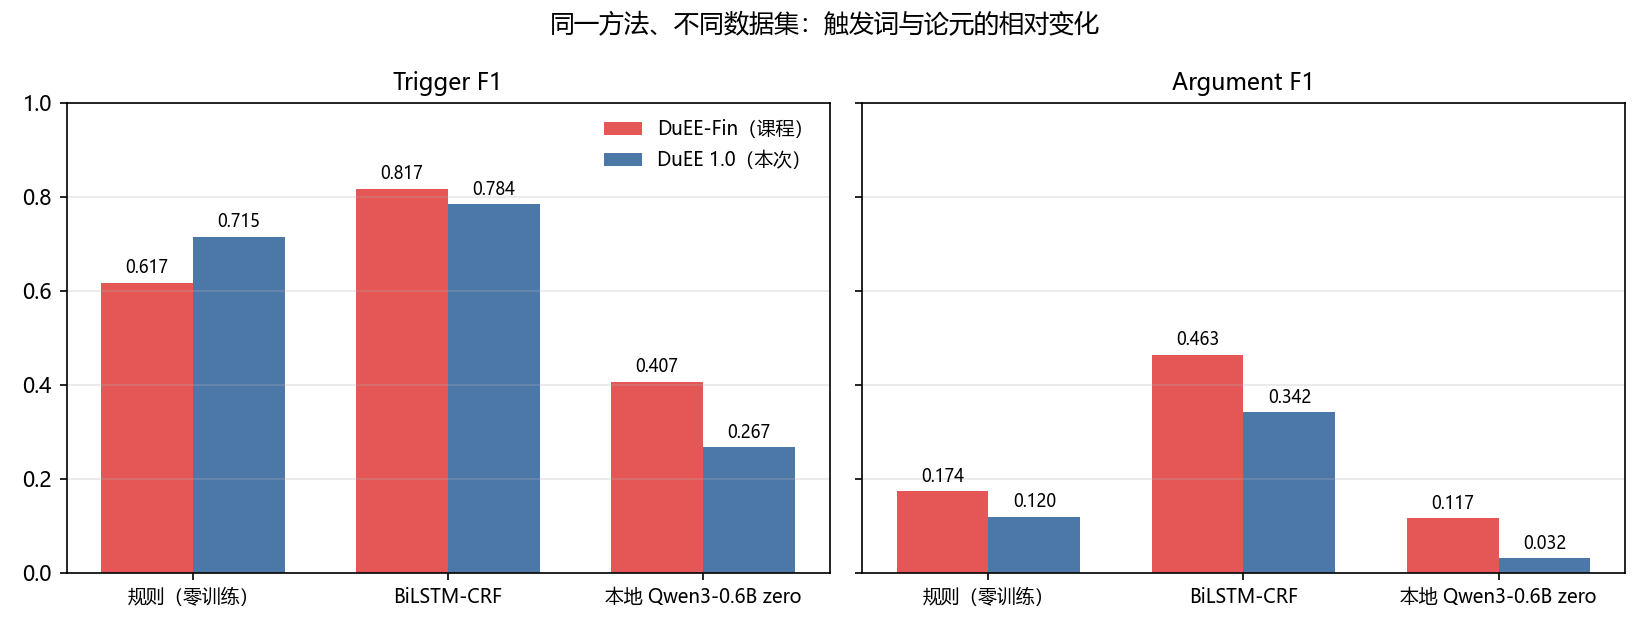 同一方法、不同数据集：触发词与论元的相对变化
Trigger F1
1.0
0.8
0.6
0.4
0.2
0.0
DuEE-Fin（课程）
DuEE 1.0（本次）
0.617
0.715
0.817
0.784
0.407
0.267
规则（零训练）
BiLSTM-CRF
本地 Qwen3-0.6B zero
Argument F1
0.174
0.120
0.463
0.342
0.117
0.032
规则（零训练）
BiLSTM-CRF
本地 Qwen3-0.6B zero